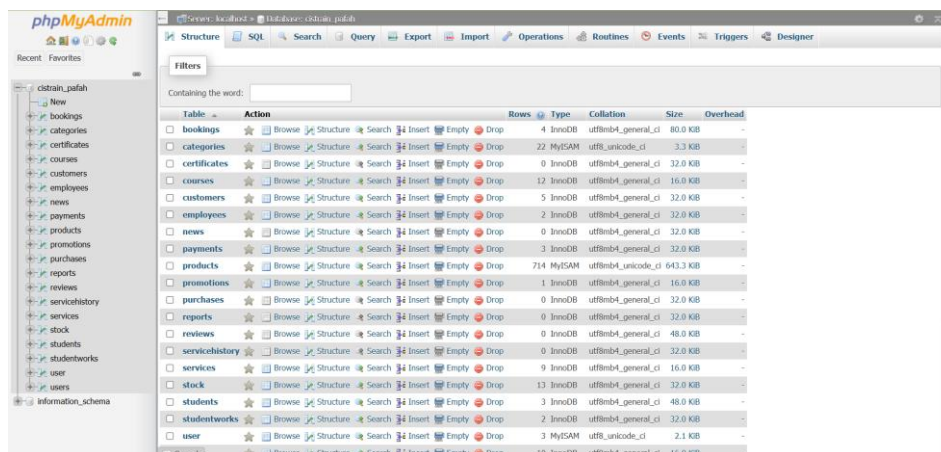 phpMyAdmin
Recent Favorites
cistrain_pafah
New
bookings
categories
certificates
courses
customers
employees
news
payments
products
promotions
purchases
reports
reviews
servicehistory
services
stock
students
studentworks
user
users
information_schema
Server: localhost » Database: cistrain_pafah
Structure SQL Search Query Export Import Operations Routines Events Triggers Designer
Filters
Containing the word:
Table Action Rows Type Collation Size Overhead
bookings Browse Structure Search Insert Empty Drop 4 InnoDB utf8mb4_general_ci 80.0 KiB -
categories Browse Structure Search Insert Empty Drop 22 MyISAM utf8_unicode_ci 3.3 KiB -
certificates Browse Structure Search Insert Empty Drop 0 InnoDB utf8mb4_general_ci 32.0 KiB -
courses Browse Structure Search Insert Empty Drop 12 InnoDB utf8mb4_general_ci 16.0 KiB -
customers Browse Structure Search Insert Empty Drop 5 InnoDB utf8mb4_general_ci 32.0 KiB -
employees Browse Structure Search Insert Empty Drop 2 InnoDB utf8mb4_general_ci 32.0 KiB -
news Browse Structure Search Insert Empty Drop 0 InnoDB utf8mb4_general_ci 32.0 KiB -
payments Browse Structure Search Insert Empty Drop 3 InnoDB utf8mb4_general_ci 32.0 KiB -
products Browse Structure Search Insert Empty Drop 714 MyISAM utf8mb4_unicode_ci 643.3 KiB -
promotions Browse Structure Search Insert Empty Drop 1 InnoDB utf8mb4_general_ci 16.0 KiB -
purchases Browse Structure Search Insert Empty Drop 0 InnoDB utf8mb4_general_ci 32.0 KiB -
reports Browse Structure Search Insert Empty Drop 0 InnoDB utf8mb4_general_ci 32.0 KiB -
reviews Browse Structure Search Insert Empty Drop 0 InnoDB utf8mb4_general_ci 48.0 KiB -
servicehistory Browse Structure Search Insert Empty Drop 0 InnoDB utf8mb4_general_ci 32.0 KiB -
services Browse Structure Search Insert Empty Drop 9 InnoDB utf8mb4_general_ci 16.0 KiB -
stock Browse Structure Search Insert Empty Drop 13 InnoDB utf8mb4_general_ci 32.0 KiB -
students Browse Structure Search Insert Empty Drop 3 InnoDB utf8mb4_general_ci 48.0 KiB -
studentworks Browse Structure Search Insert Empty Drop 2 InnoDB utf8mb4_general_ci 32.0 KiB -
user Browse Structure Search Insert Empty Drop 3 MyISAM utf8_unicode_ci 2.1 KiB -